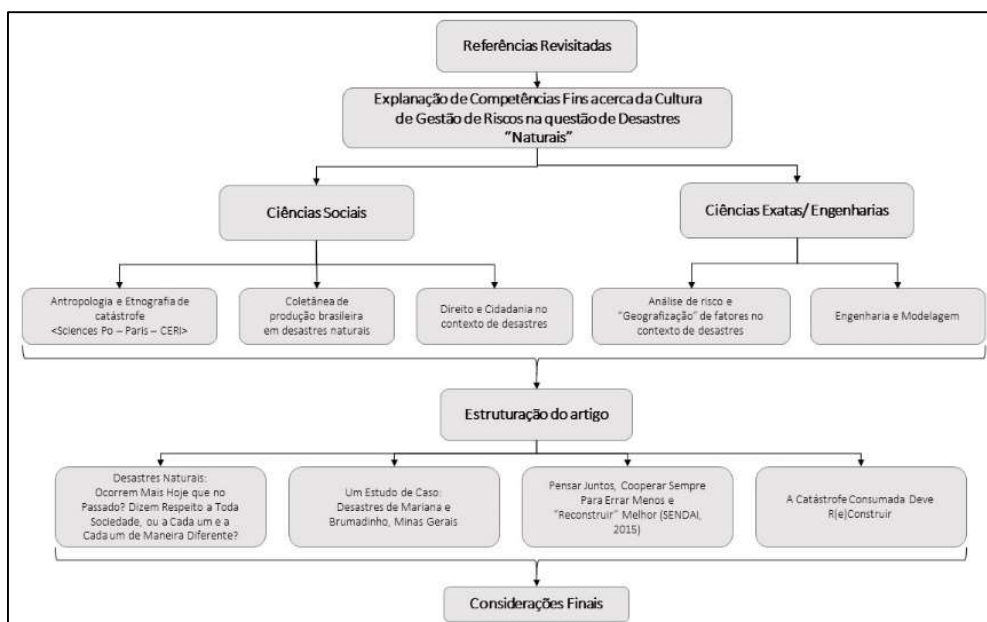 Referências Revisitadas
Explanação de Competências Fins acerca da Cultura
de Gestão de Riscos na questão de Desastres
“Naturais”
Ciências Sociais
Ciências Exatas/ Engenharias
Antropologia e Etnografia de
catástrofe
<Sciences Po – Paris – CERI>
Coletânea de
produção brasileira
em desastres naturais
Direito e Cidadania no
contexto de desastres
Análise de risco e
“Geografização” de fatores no
contexto de desastres
Engenharia e Modelagem
Estruturação do artigo
Desastres Naturais:
Ocorrem Mais Hoje que no
Passado? Dizem Respeito a Toda
Sociedade, ou a Cada um e a
Cada um de Maneira Diferente?
Um Estudo de Caso:
Desastres de Mariana e
Brumadinho, Minas Gerais
Pensar Juntos, Cooperar Sempre
Para Errar Menos e
“Reconstruir” Melhor (SENDAI,
2015)
A Catástrofe Consumada Deve
R(e)Construir
Considerações Finais